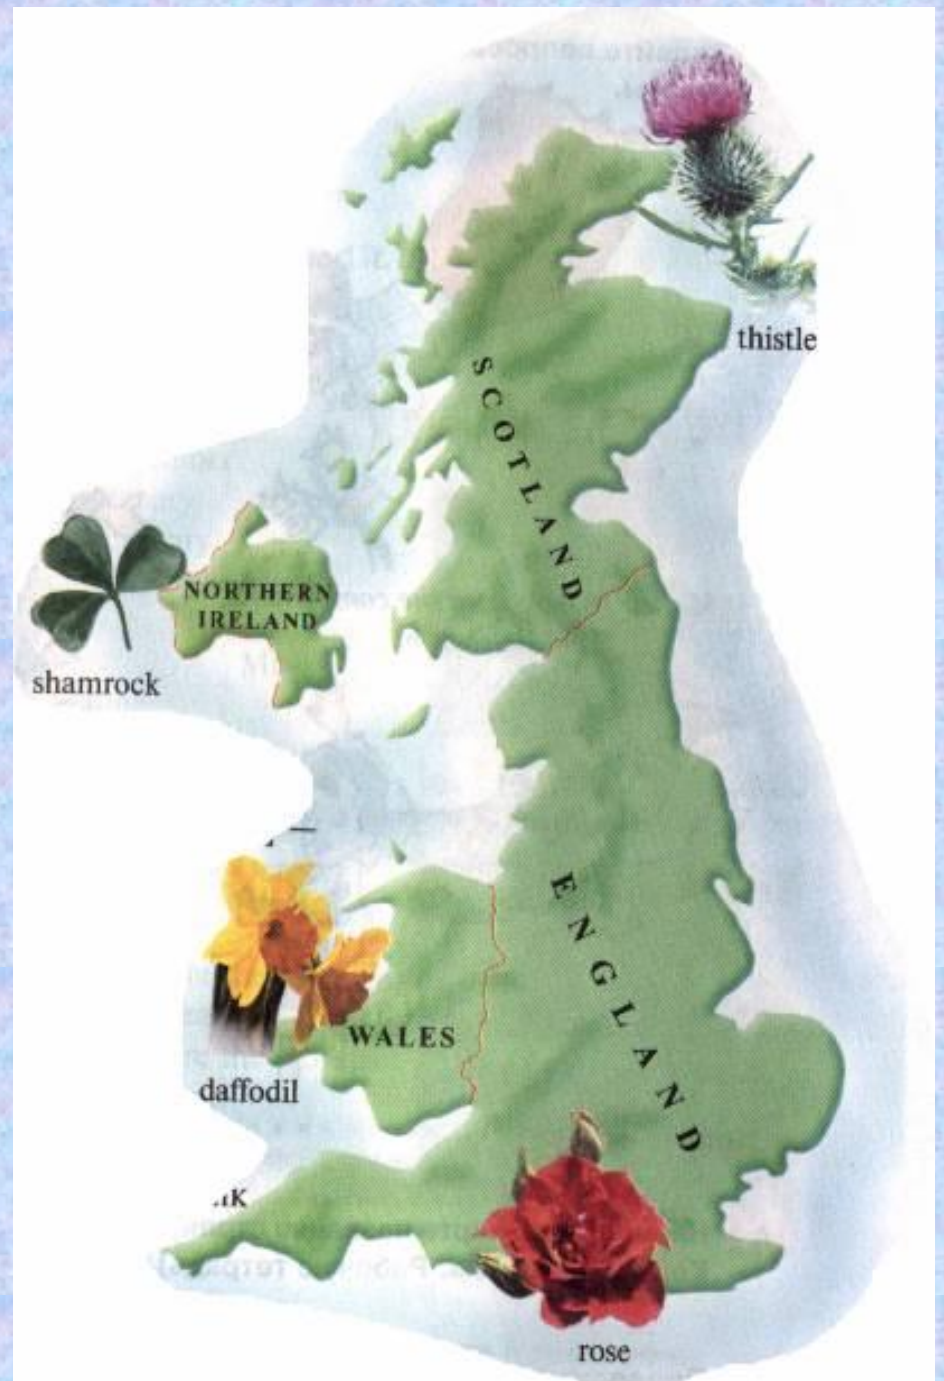 thistle
SCOTLAND
NORTHERN
IRELAND
shamrock
ENGLAND
WALES
daffodil
rose